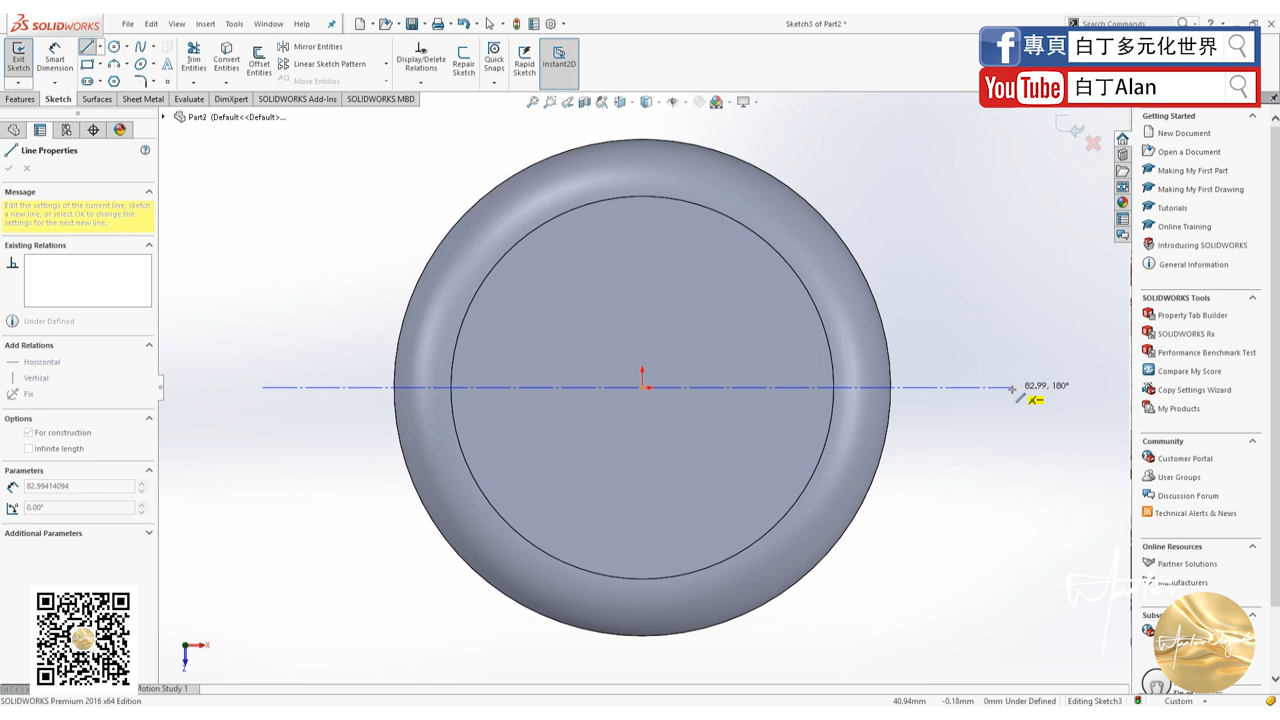 SOLIDWORKS
File Edit View Insert Tools Window Help
Sketch3 of Part2 *
Search Commands
專頁 白丁多元化世界
YouTube 白丁Alan
Exit Sketch
Smart Dimension
Trim Entities
Convert Entities
Offset Entities
Mirror Entities
Linear Sketch Pattern
Move Entities
Display/Delete Relations
Repair Sketch
Quick Snaps
Rapid Sketch
Instant2D
Features Sketch Surfaces Sheet Metal Evaluate DimXpert SOLIDWORKS Add-Ins SOLIDWORKS MBD
Part2 (Default<<Default>...
Line Properties
Message
Edit the settings of the current line, sketch
a new line, or select OK to change the
settings for the next new line.
Existing Relations
Under Defined
Add Relations
Horizontal
Vertical
Fix
Options
For construction
Infinite length
Parameters
82.99414094
0.00°
Additional Parameters
82.99, 180°
Getting Started
New Document
Open a Document
Making My First Part
Making My First Drawing
Tutorials
Online Training
Introducing SOLIDWORKS
General Information
SOLIDWORKS Tools
Property Tab Builder
SOLIDWORKS Rx
Performance Benchmark Test
Compare My Score
Copy Settings Wizard
My Products
Community
Customer Portal
User Groups
Discussion Forum
Technical Alerts & News
Online Resources
Partner Solutions
Manufacturers
X
Z
Motion Study 1
SOLIDWORKS Premium 2016 x64 Edition
40.94mm -0.18mm 0mm Under Defined Editing Sketch3 Custom